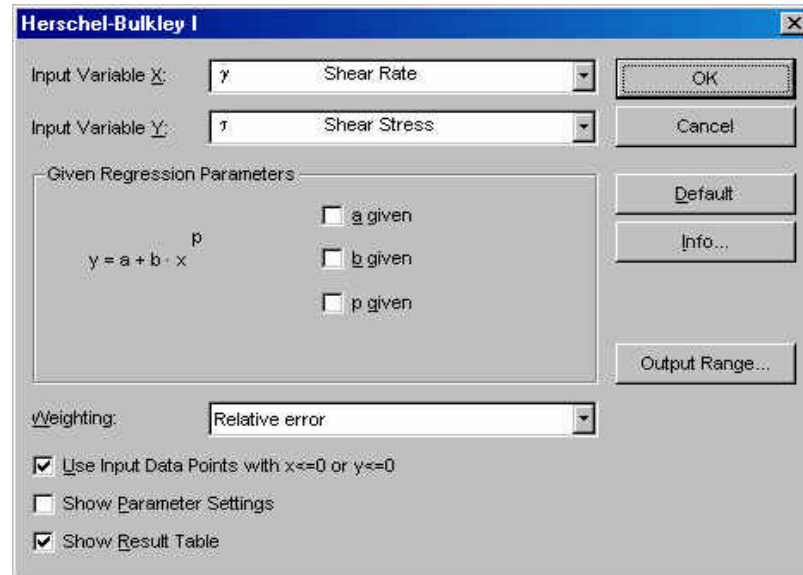 Herschel-Bulkley I
Input Variable X: γ̇ Shear Rate
OK
Input Variable Y: τ Shear Stress
Cancel
Given Regression Parameters
Default
a given
Info...
y = a + b · x^p
b given
p given
Output Range...
Weighting: Relative error
Use Input Data Points with x<=0 or y<=0
Show Parameter Settings
Show Result Table